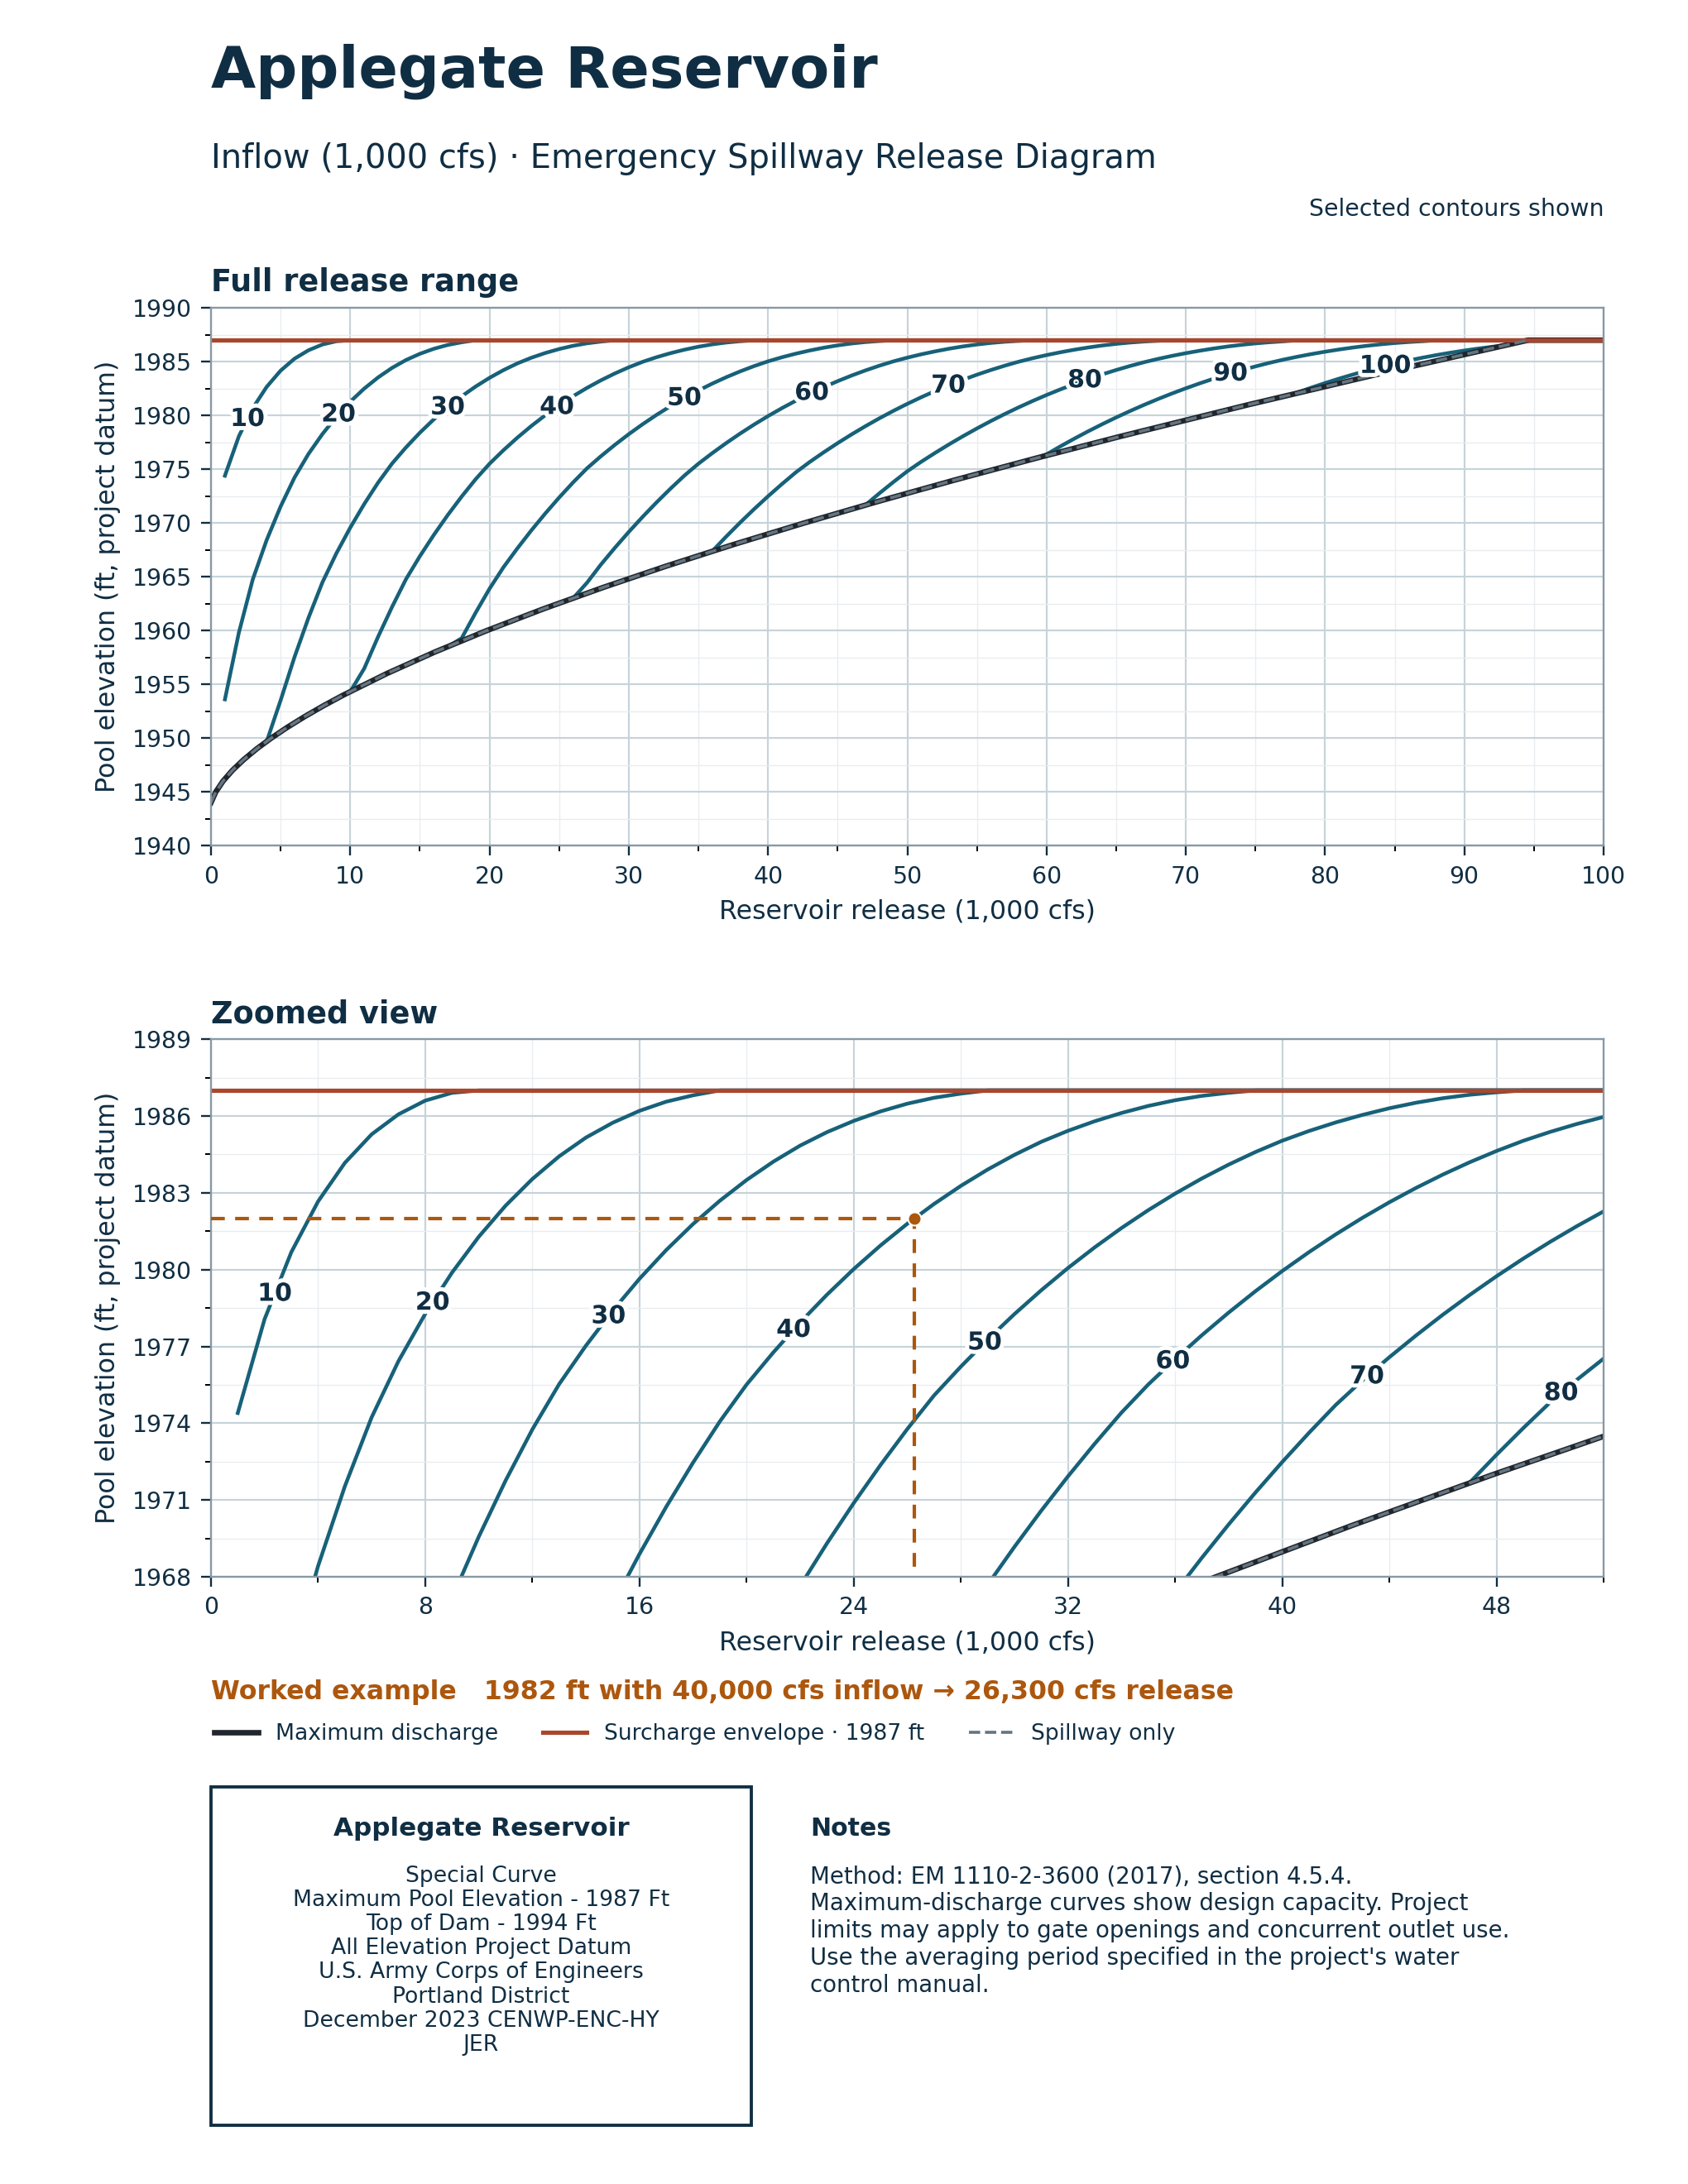 Applegate Reservoir
Inflow (1,000 cfs) · Emergency Spillway Release Diagram
Selected contours shown
Full release range
1990
1985
1980
1975
1970
1965
1960
1955
1950
1945
1940
Pool elevation (ft, project datum)
10
20
30
40
50
60
70
80
90
100
0 10 20 30 40 50 60 70 80 90 100
Reservoir release (1,000 cfs)
Zoomed view
1989
1986
1983
1980
1977
1974
1971
1968
Pool elevation (ft, project datum)
10
20
30
40
50
60
70
80
0 8 16 24 32 40 48
Reservoir release (1,000 cfs)
Worked example 1982 ft with 40,000 cfs inflow → 26,300 cfs release
Maximum discharge Surcharge envelope · 1987 ft Spillway only
Applegate Reservoir
Special Curve
Maximum Pool Elevation - 1987 Ft
Top of Dam - 1994 Ft
All Elevation Project Datum
U.S. Army Corps of Engineers
Portland District
December 2023 CENWP-ENC-HY
JER
Notes
Method: EM 1110-2-3600 (2017), section 4.5.4.
Maximum-discharge curves show design capacity. Project
limits may apply to gate openings and concurrent outlet use.
Use the averaging period specified in the project's water
control manual.